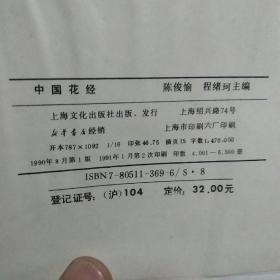 中国花经
陈俊愉 程绪珂主编
上海文化出版社出版、发行 上海绍兴路74号
新华书店经销 上海市印刷六厂印刷
开本787×1092 1/16 印张46.75 插页15 字数1,476,000
1990年8月第1版 1991年1月第2次印刷 印数 4,001—6,500册
ISBN7-80511-369-6/S·8
登记证号：(沪)104 定价：32.00元